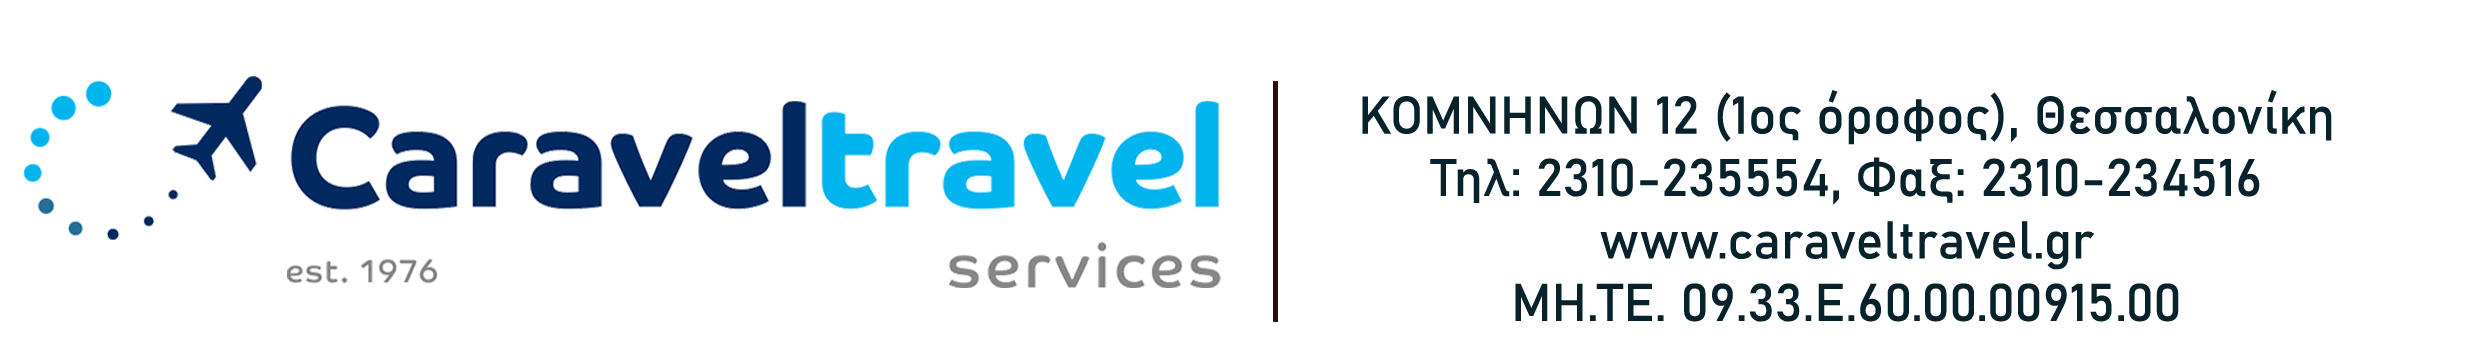 Caraveltravel
est. 1976
services
ΚΟΜΝΗΝΩΝ 12 (1ος όροφος), Θεσσαλονίκη
Τηλ: 2310-235554, Φαξ: 2310-234516
www.caraveltravel.gr
ΜΗ.ΤΕ. 09.33.Ε.60.00.00915.00